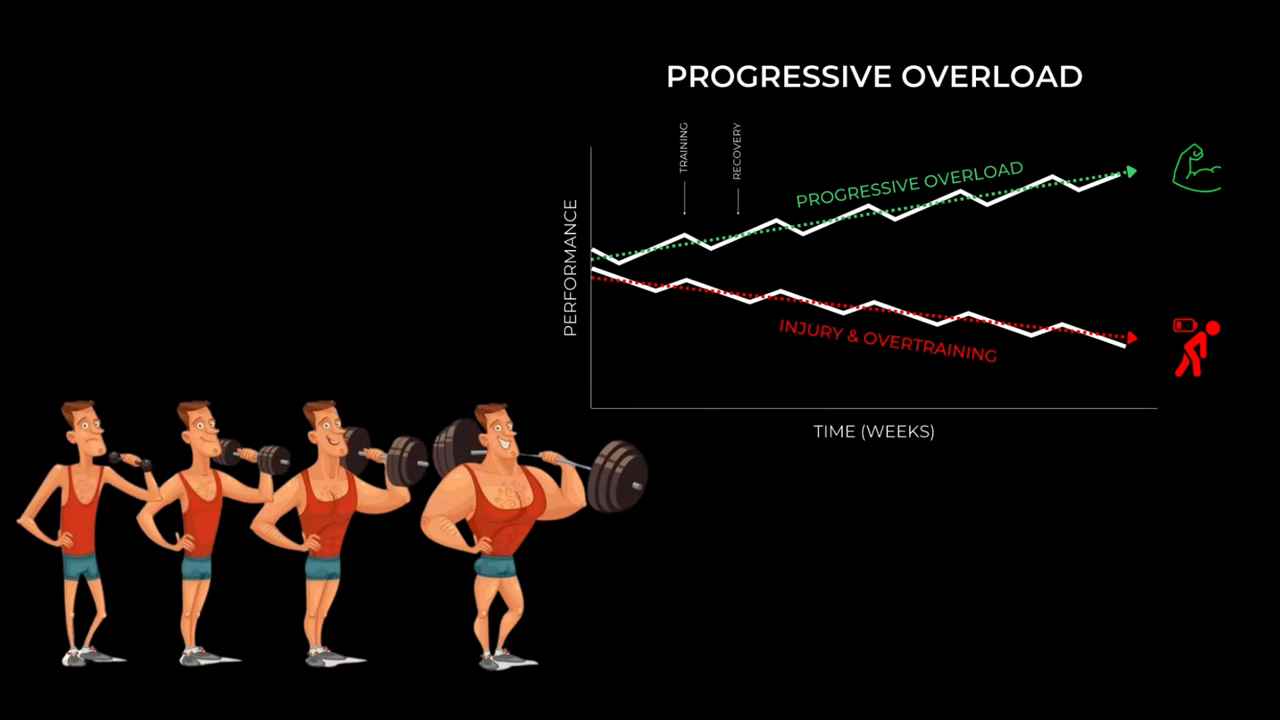 PROGRESSIVE OVERLOAD
TRAINING
RECOVERY
PROGRESSIVE OVERLOAD
PERFORMANCE
INJURY & OVERTRAINING
TIME (WEEKS)